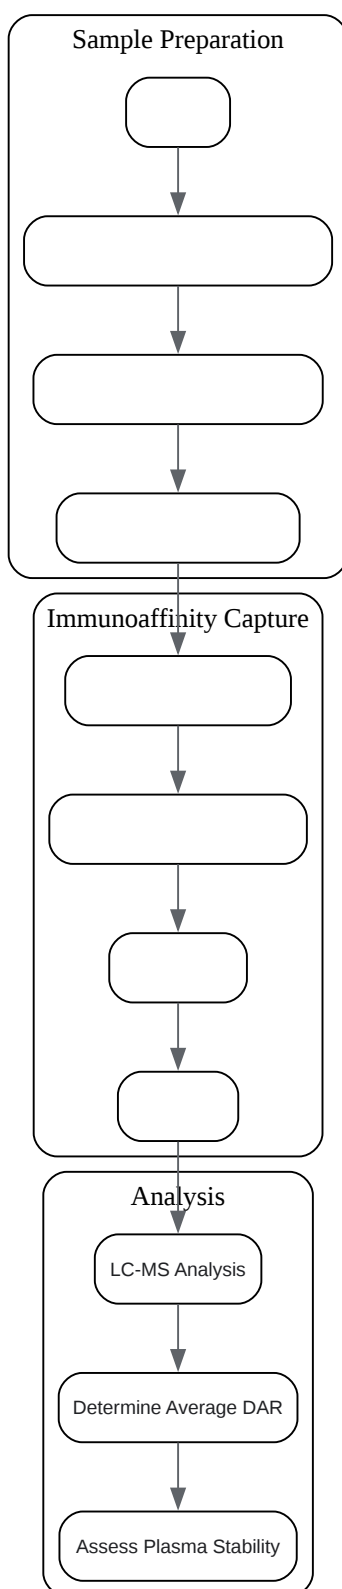 Sample Preparation
Immunoaffinity Capture
Analysis
LC-MS Analysis
Determine Average DAR
Assess Plasma Stability